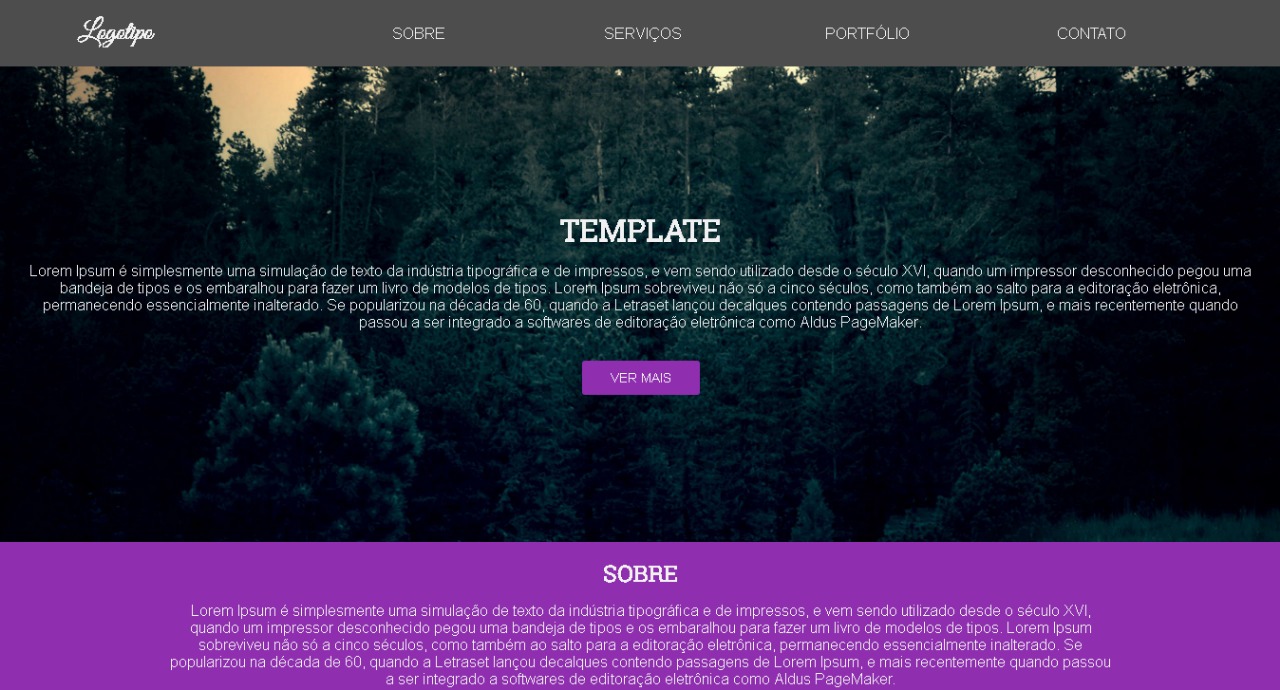 Logotipo
SOBRE
SERVIÇOS
PORTFÓLIO
CONTATO
TEMPLATE
Lorem Ipsum é simplesmente uma simulação de texto da indústria tipográfica e de impressos, e vem sendo utilizado desde o século XVI, quando um impressor desconhecido pegou uma
bandeja de tipos e os embaralhou para fazer um livro de modelos de tipos. Lorem Ipsum sobreviveu não só a cinco séculos, como também ao salto para a editoração eletrônica,
permanecendo essencialmente inalterado. Se popularizou na década de 60, quando a Letraset lançou decalques contendo passagens de Lorem Ipsum, e mais recentemente quando
passou a ser integrado a softwares de editoração eletrônica como Aldus PageMaker.
VER MAIS
SOBRE
Lorem Ipsum é simplesmente uma simulação de texto da indústria tipográfica e de impressos, e vem sendo utilizado desde o século XVI,
quando um impressor desconhecido pegou uma bandeja de tipos e os embaralhou para fazer um livro de modelos de tipos. Lorem Ipsum
sobreviveu não só a cinco séculos, como também ao salto para a editoração eletrônica, permanecendo essencialmente inalterado. Se
popularizou na década de 60, quando a Letraset lançou decalques contendo passagens de Lorem Ipsum, e mais recentemente quando passou
a ser integrado a softwares de editoração eletrônica como Aldus PageMaker.